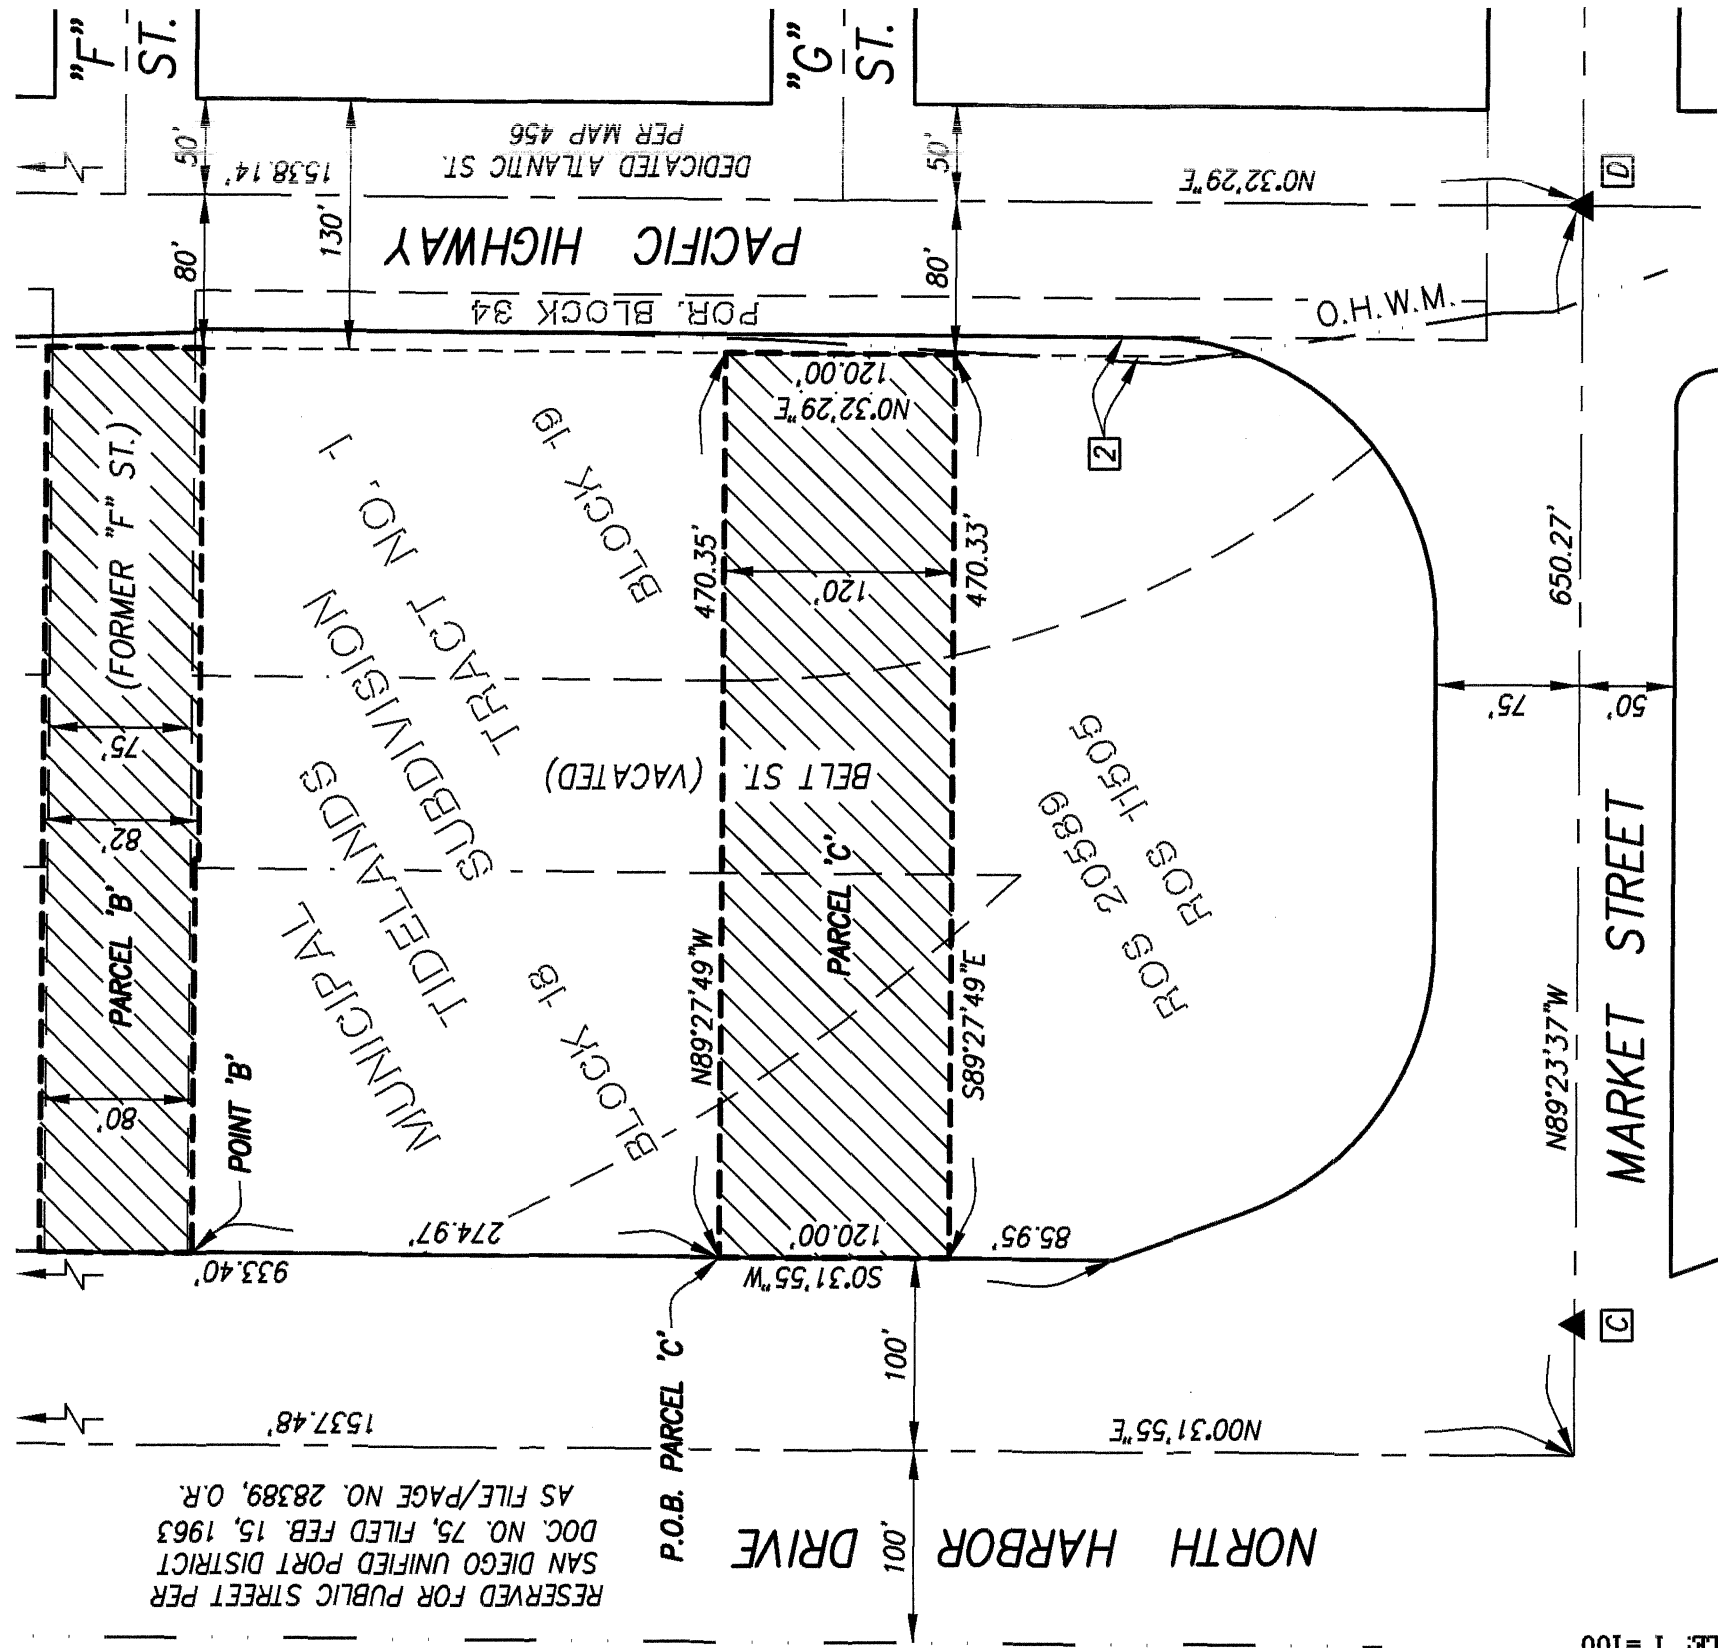 "F"
ST.
"G"
ST.
50'
1538.14'
DEDICATED ATLANTIC ST.
PER MAP 456
50'
N0°32'29"E
D
80'
130'
PACIFIC HIGHWAY
80'
POR. BLOCK 34
O.H.W.M.
2
N0°32'29"E
120.00'
(FORMER "F" ST.)
75'
82'
PARCEL 'B'
80'
POINT 'B'
MUNICIPAL
TIDELANDS
SUBDIVISION
TRACT NO. 1
BLOCK 19
BLOCK 18
470.35'
120'
470.33'
BELT ST. (VACATED)
PARCEL 'C'
N89°27'49"W
S89°27'49"E
ROS 20589
ROS 11505
650.27'
75'
50'
N89°23'37"W
MARKET STREET
274.97'
120.00'
85.95'
933.40'
S0°31'55"W
P.O.B. PARCEL 'C'
100'
C
1537.48'
N00°31'55"E
100'
NORTH HARBOR DRIVE
RESERVED FOR PUBLIC STREET PER
SAN DIEGO UNIFIED PORT DISTRICT
DOC. NO. 75, FILED FEB. 15, 1963
AS FILE/PAGE NO. 28389, O.R.